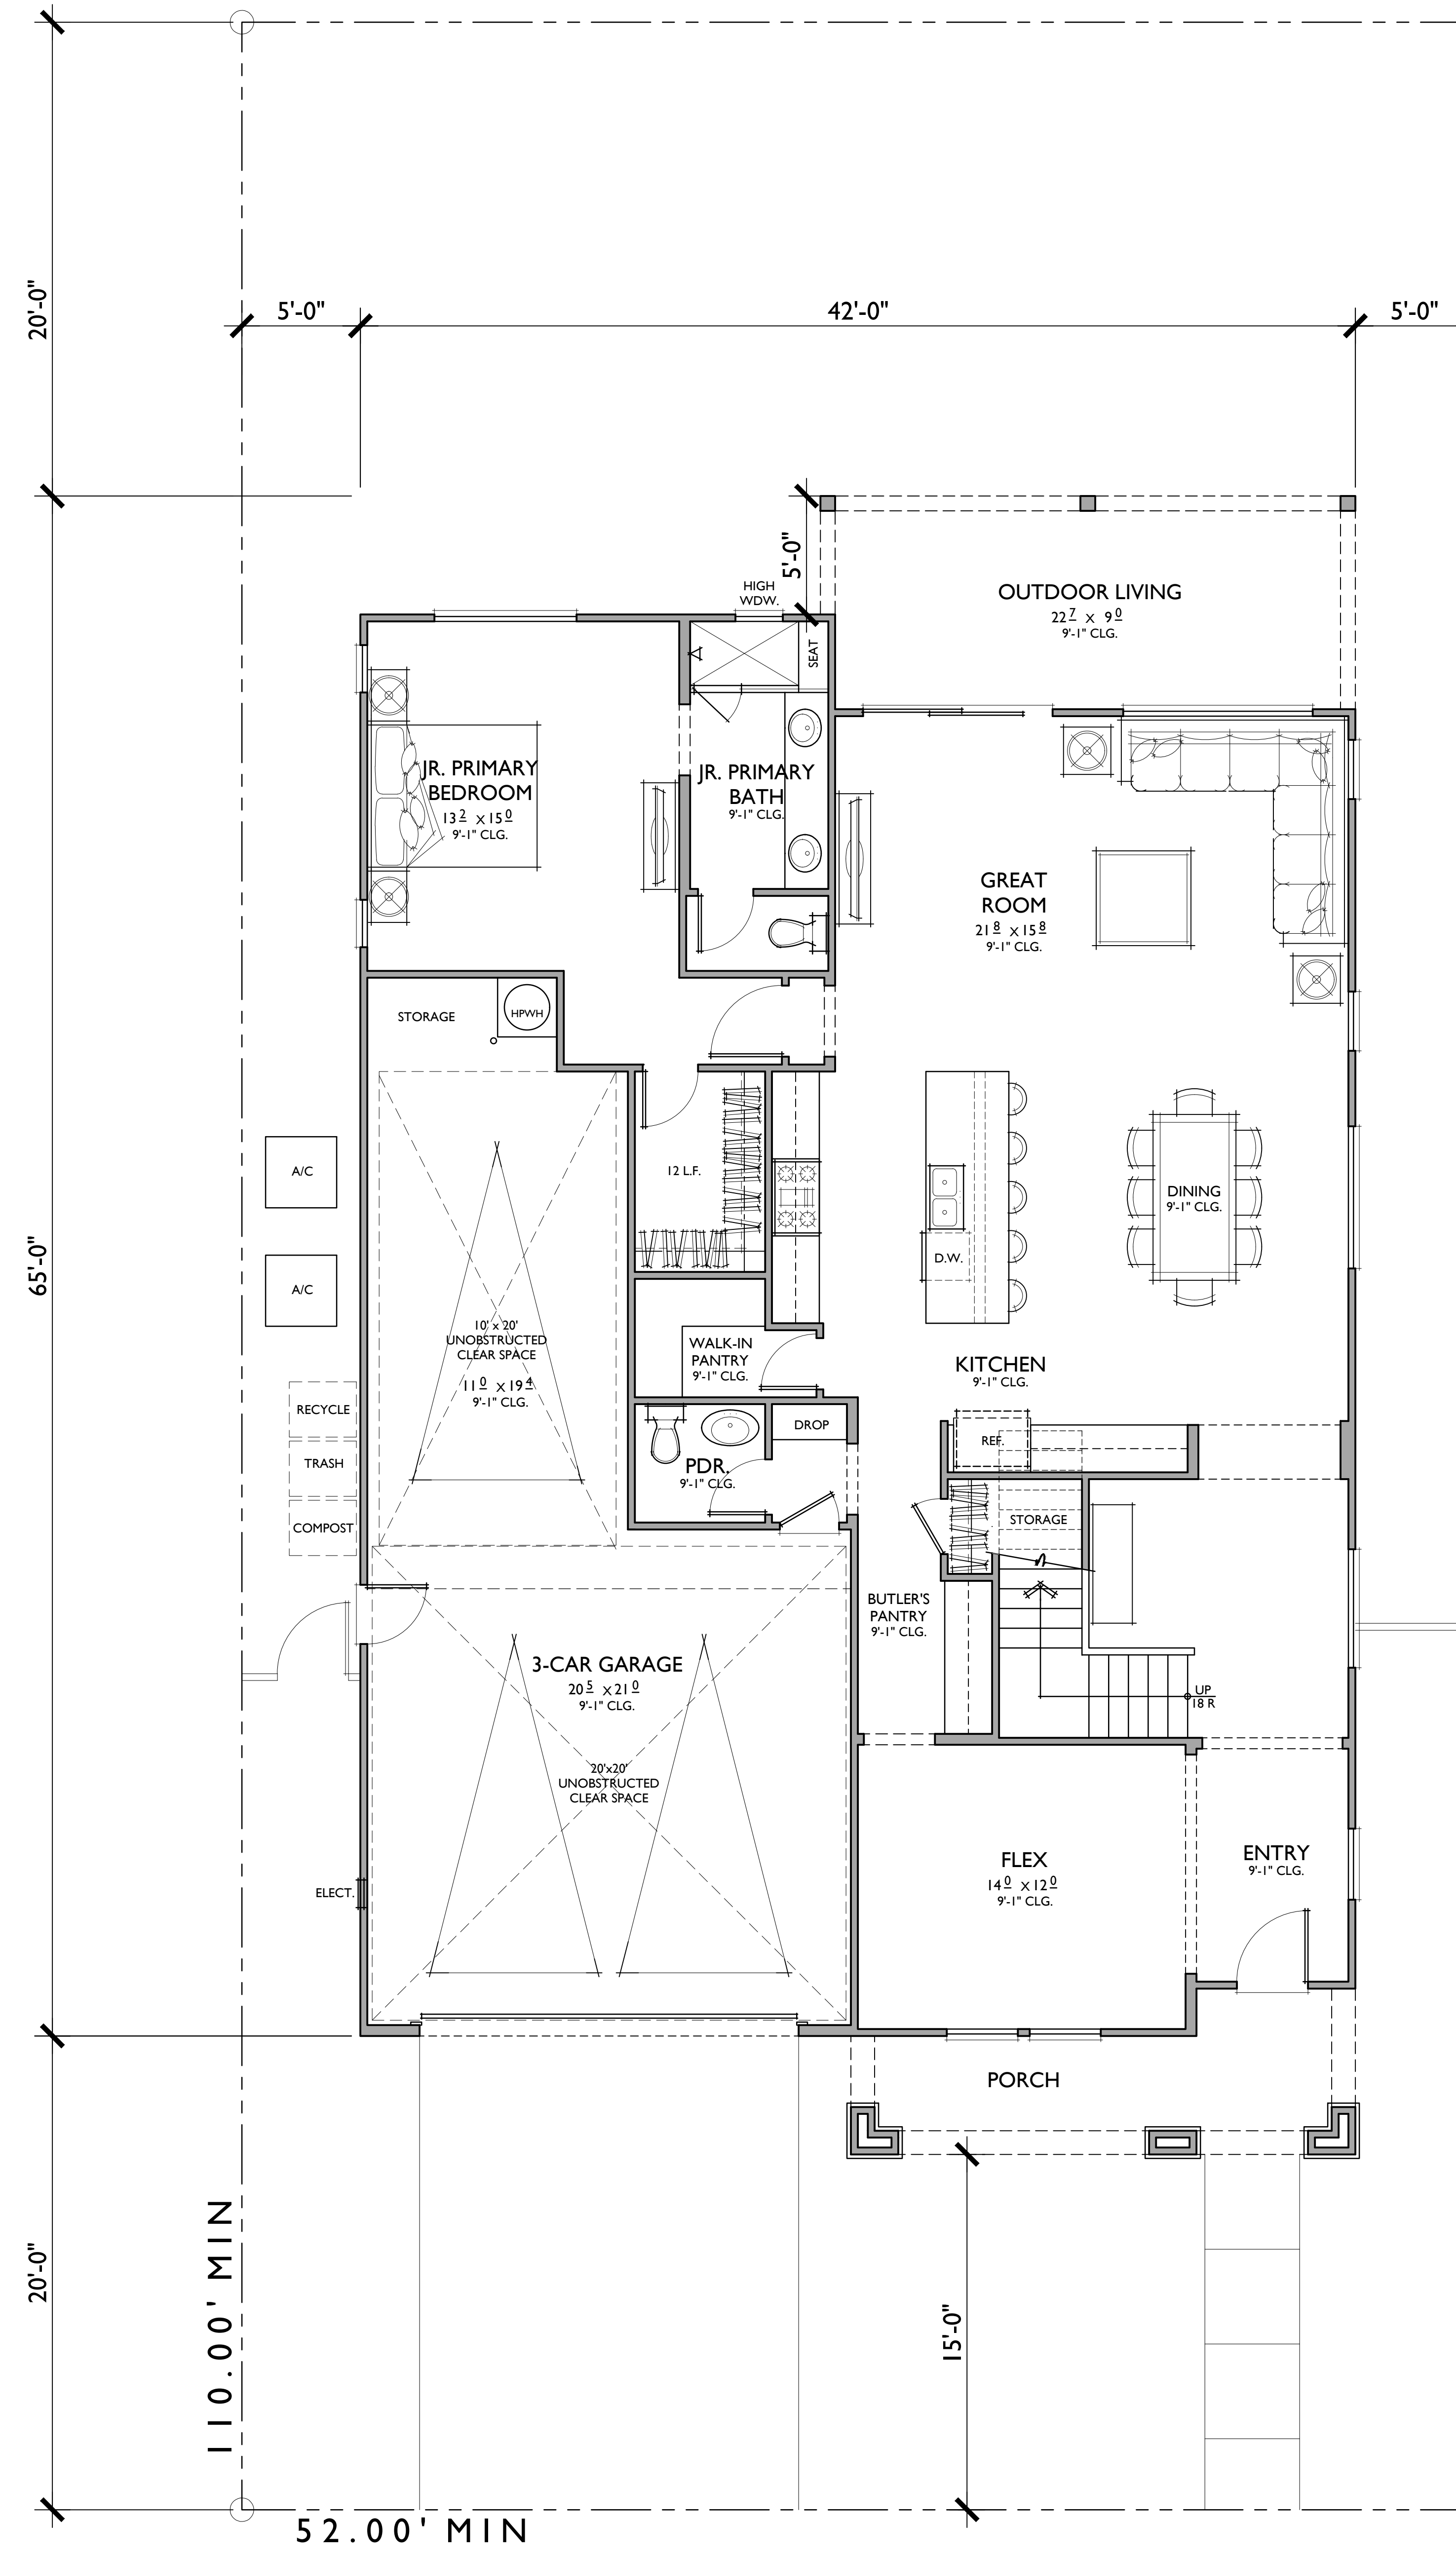 20'-0"
5'-0"
42'-0"
5'-0"
5'-0"
HIGH
WDW.
SEAT
OUTDOOR LIVING
22 7 x 9 0
9'-1" CLG.
JR. PRIMARY
BEDROOM
13 2 x 15 0
9'-1" CLG.
JR. PRIMARY
BATH
9'-1" CLG.
GREAT
ROOM
21 8 x 15 8
9'-1" CLG.
STORAGE
HPWH
A/C
A/C
65'-0"
12 L.F.
D.W.
DINING
9'-1" CLG.
10' x 20'
UNOBSTRUCTED
CLEAR SPACE
11 0 x 19 4
9'-1" CLG.
WALK-IN
PANTRY
9'-1" CLG.
KITCHEN
9'-1" CLG.
RECYCLE
TRASH
COMPOST
PDR.
9'-1" CLG.
DROP
REF.
STORAGE
BUTLER'S
PANTRY
9'-1" CLG.
UP
18 R
3-CAR GARAGE
20 5 x 21 0
9'-1" CLG.
20'x20'
UNOBSTRUCTED
CLEAR SPACE
ELECT.
FLEX
14 0 x 12 0
9'-1" CLG.
ENTRY
9'-1" CLG.
PORCH
20'-0"
110.00' MIN
15'-0"
52.00' MIN